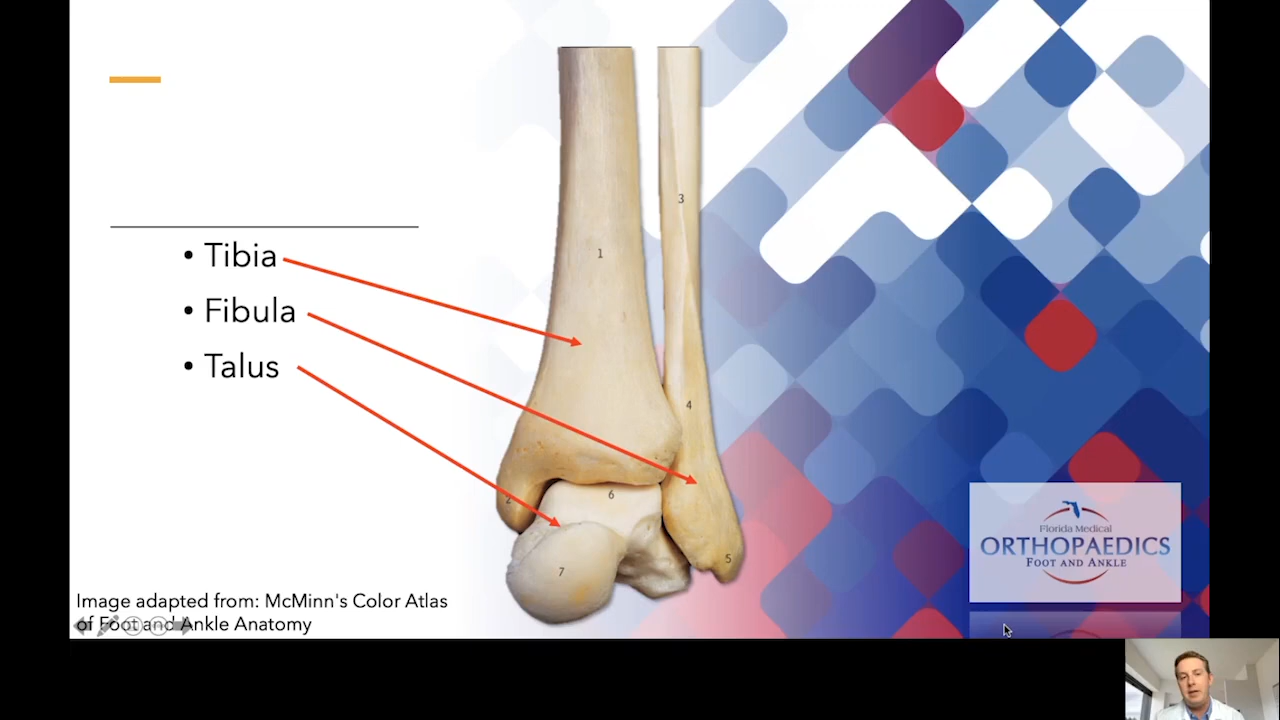 • Tibia
• Fibula
• Talus
3
1
4
2
6
5
7
Florida Medical
ORTHOPAEDICS
FOOT AND ANKLE
Image adapted from: McMinn's Color Atlas
of Foot and Ankle Anatomy